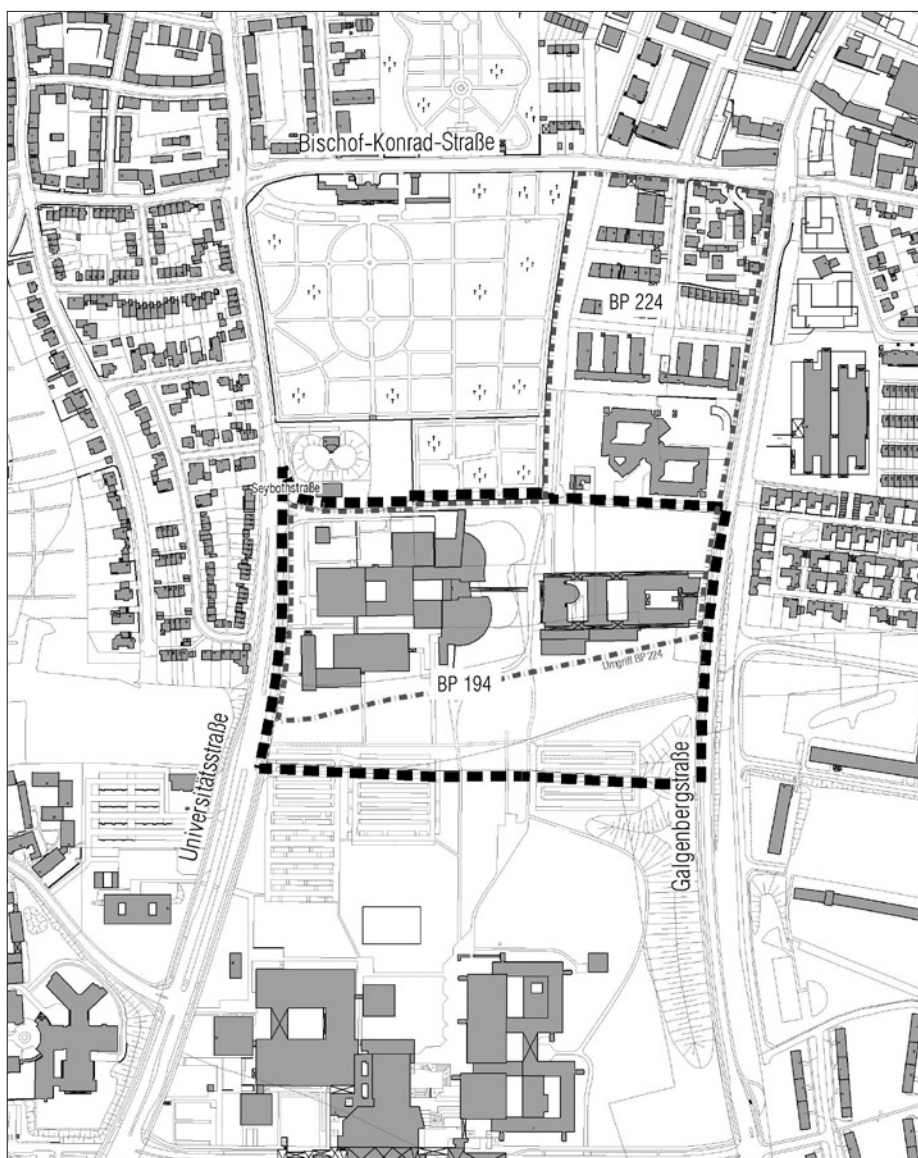 Bischof-Konrad-Straße
BP 224
Seybothstraße
Umgriff BP 224
BP 194
Universitätsstraße
Galgenbergstraße